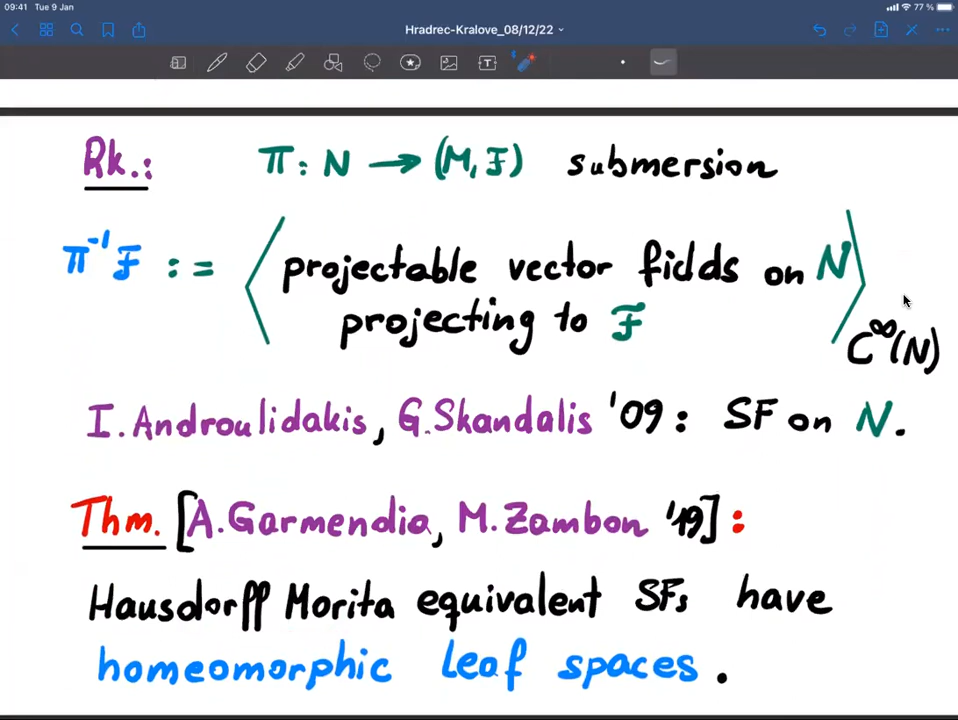 09:41 Tue 9 Jan 77 %
Hradrec-Kralove_08/12/22
Rk.: π: N → (M, F) submersion
π⁻¹F := ⟨ projectable vector fields on N
projecting to F ⟩ C^∞(N)
I. Androulidakis, G. Skandalis '09: SF on N.
Thm. [A. Garmendia, M. Zambon '19]:
Hausdorff Morita equivalent SFs have
homeomorphic leaf spaces.